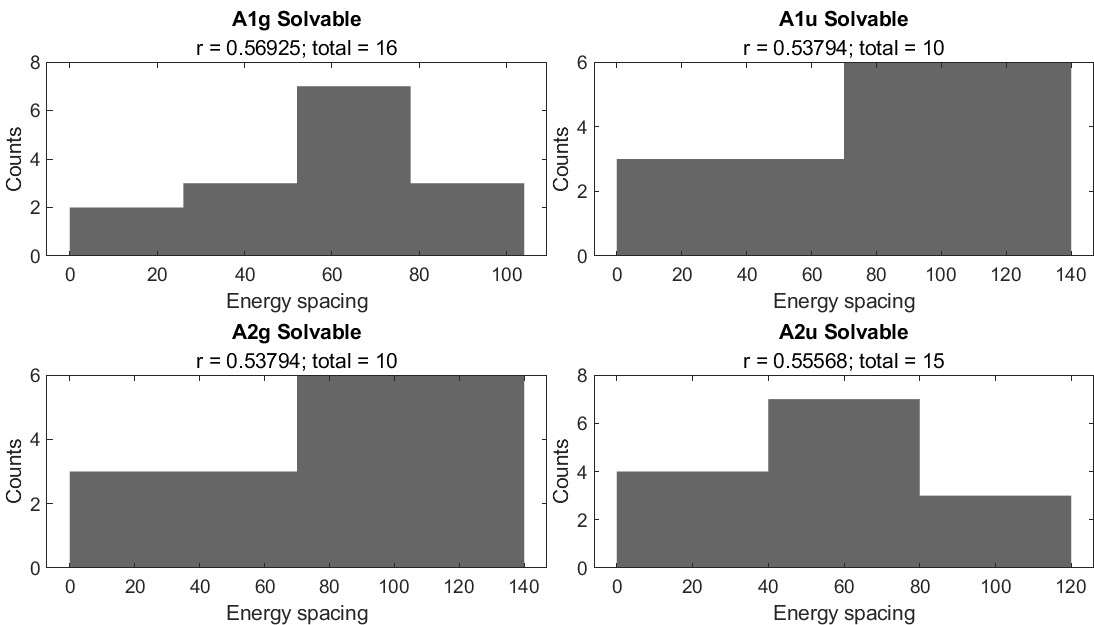 A1g Solvable
r = 0.56925; total = 16
8
6
4
2
0
Counts
0 20 40 60 80 100
Energy spacing
A1u Solvable
r = 0.53794; total = 10
6
4
2
0
Counts
0 20 40 60 80 100 120 140
Energy spacing
A2g Solvable
r = 0.53794; total = 10
6
4
2
0
Counts
0 20 40 60 80 100 120 140
Energy spacing
A2u Solvable
r = 0.55568; total = 15
8
6
4
2
0
Counts
0 20 40 60 80 100 120
Energy spacing